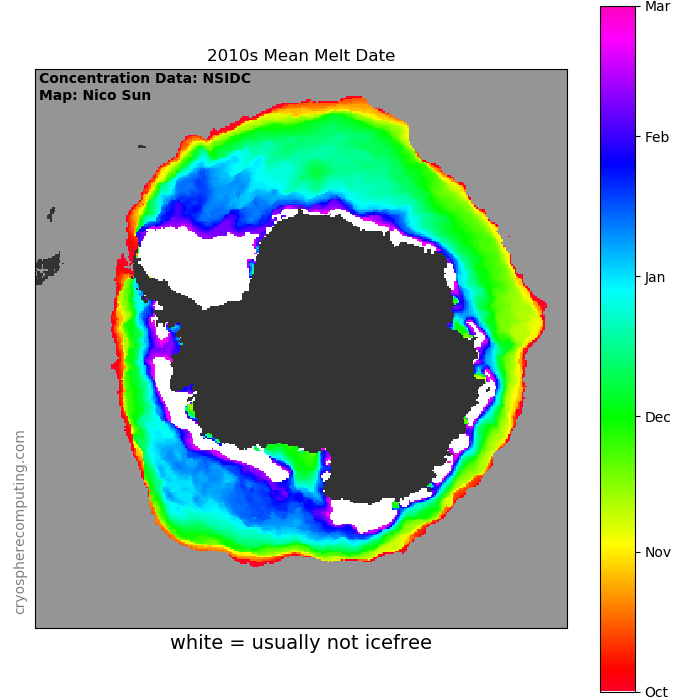 2010s Mean Melt Date
Concentration Data: NSIDC
Map: Nico Sun
Mar
Feb
Jan
Dec
Nov
Oct
cryospherecomputing.com
white = usually not icefree